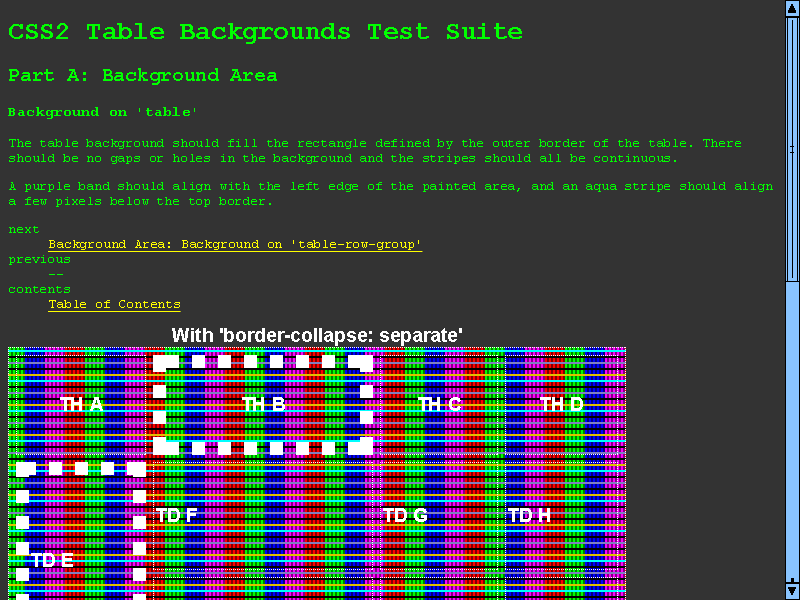 CSS2 Table Backgrounds Test Suite
Part A: Background Area
Background on 'table'
The table background should fill the rectangle defined by the outer border of the table. There
should be no gaps or holes in the background and the stripes should all be continuous.
A purple band should align with the left edge of the painted area, and an aqua stripe should align
a few pixels below the top border.
next
Background Area: Background on 'table-row-group'
previous
--
contents
Table of Contents
With 'border-collapse: separate'
TH A TH B TH C TH D
TD F TD G TD H
TD E